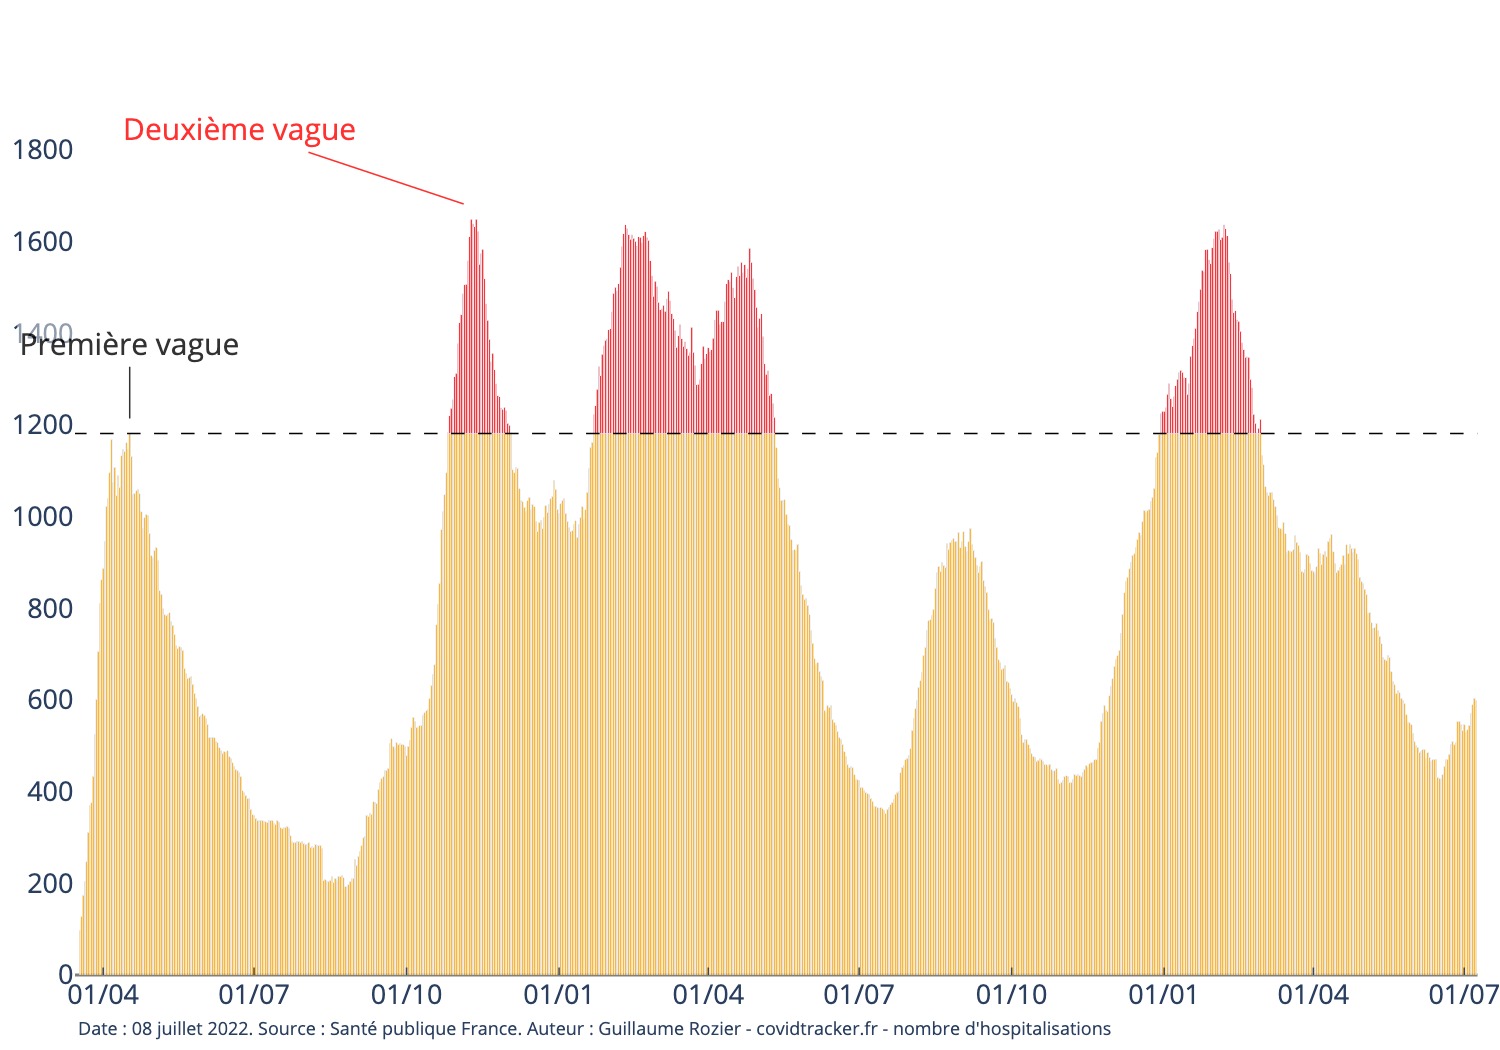 Deuxième vague
1800
1600
1400
Première vague
1200
1000
800
600
400
200
0
01/04 01/07 01/10 01/01 01/04 01/07 01/10 01/01 01/04 01/07
Date : 08 juillet 2022. Source : Santé publique France. Auteur : Guillaume Rozier - covidtracker.fr - nombre d'hospitalisations